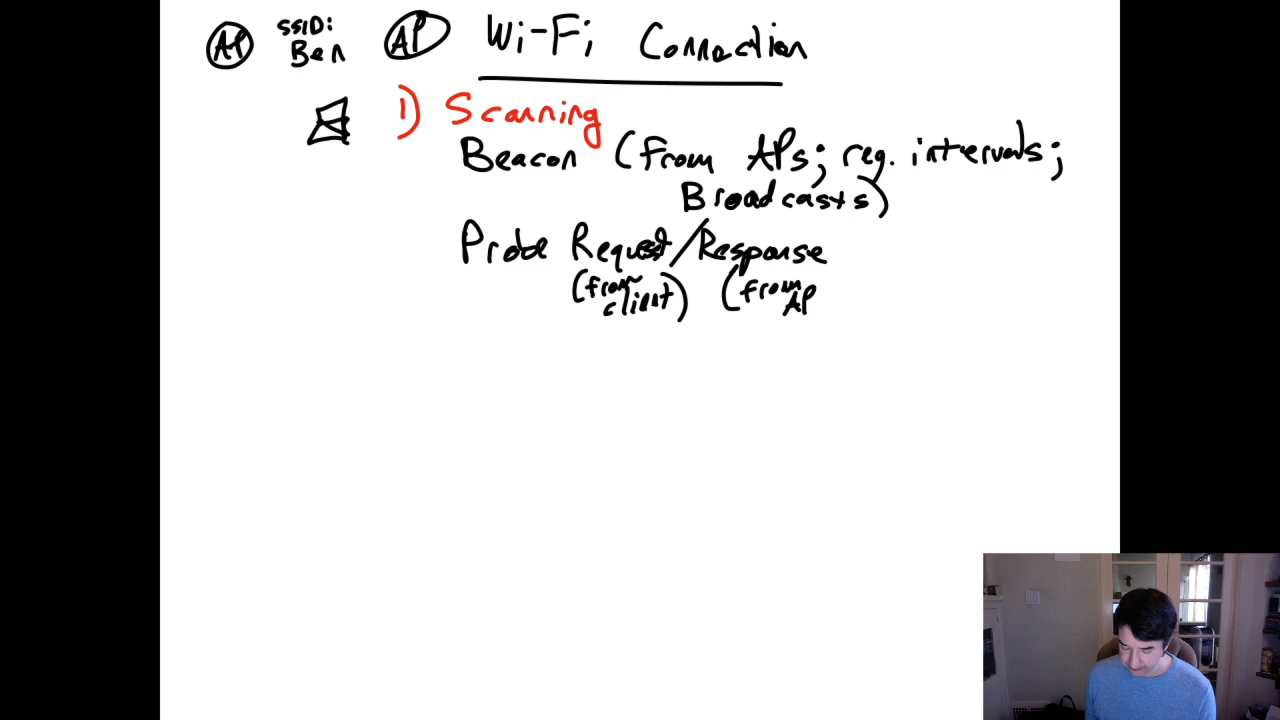 AP SSID: Ben AP Wi-Fi Connection
1) Scanning
Beacon (from APs; reg. intervals;
Broadcasts)
Probe Request/Response
(from client) (from AP